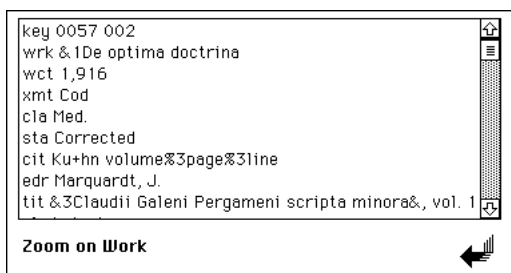 key 0057 002
wrk &1De optima doctrina
wct 1,916
xmt Cod
cla Med.
sta Corrected
cit Ku+hn volume%3page%3line
edr Marquardt, J.
tit &3Claudii Galeni Pergameni scripta minora&, vol. 1
Zoom on Work